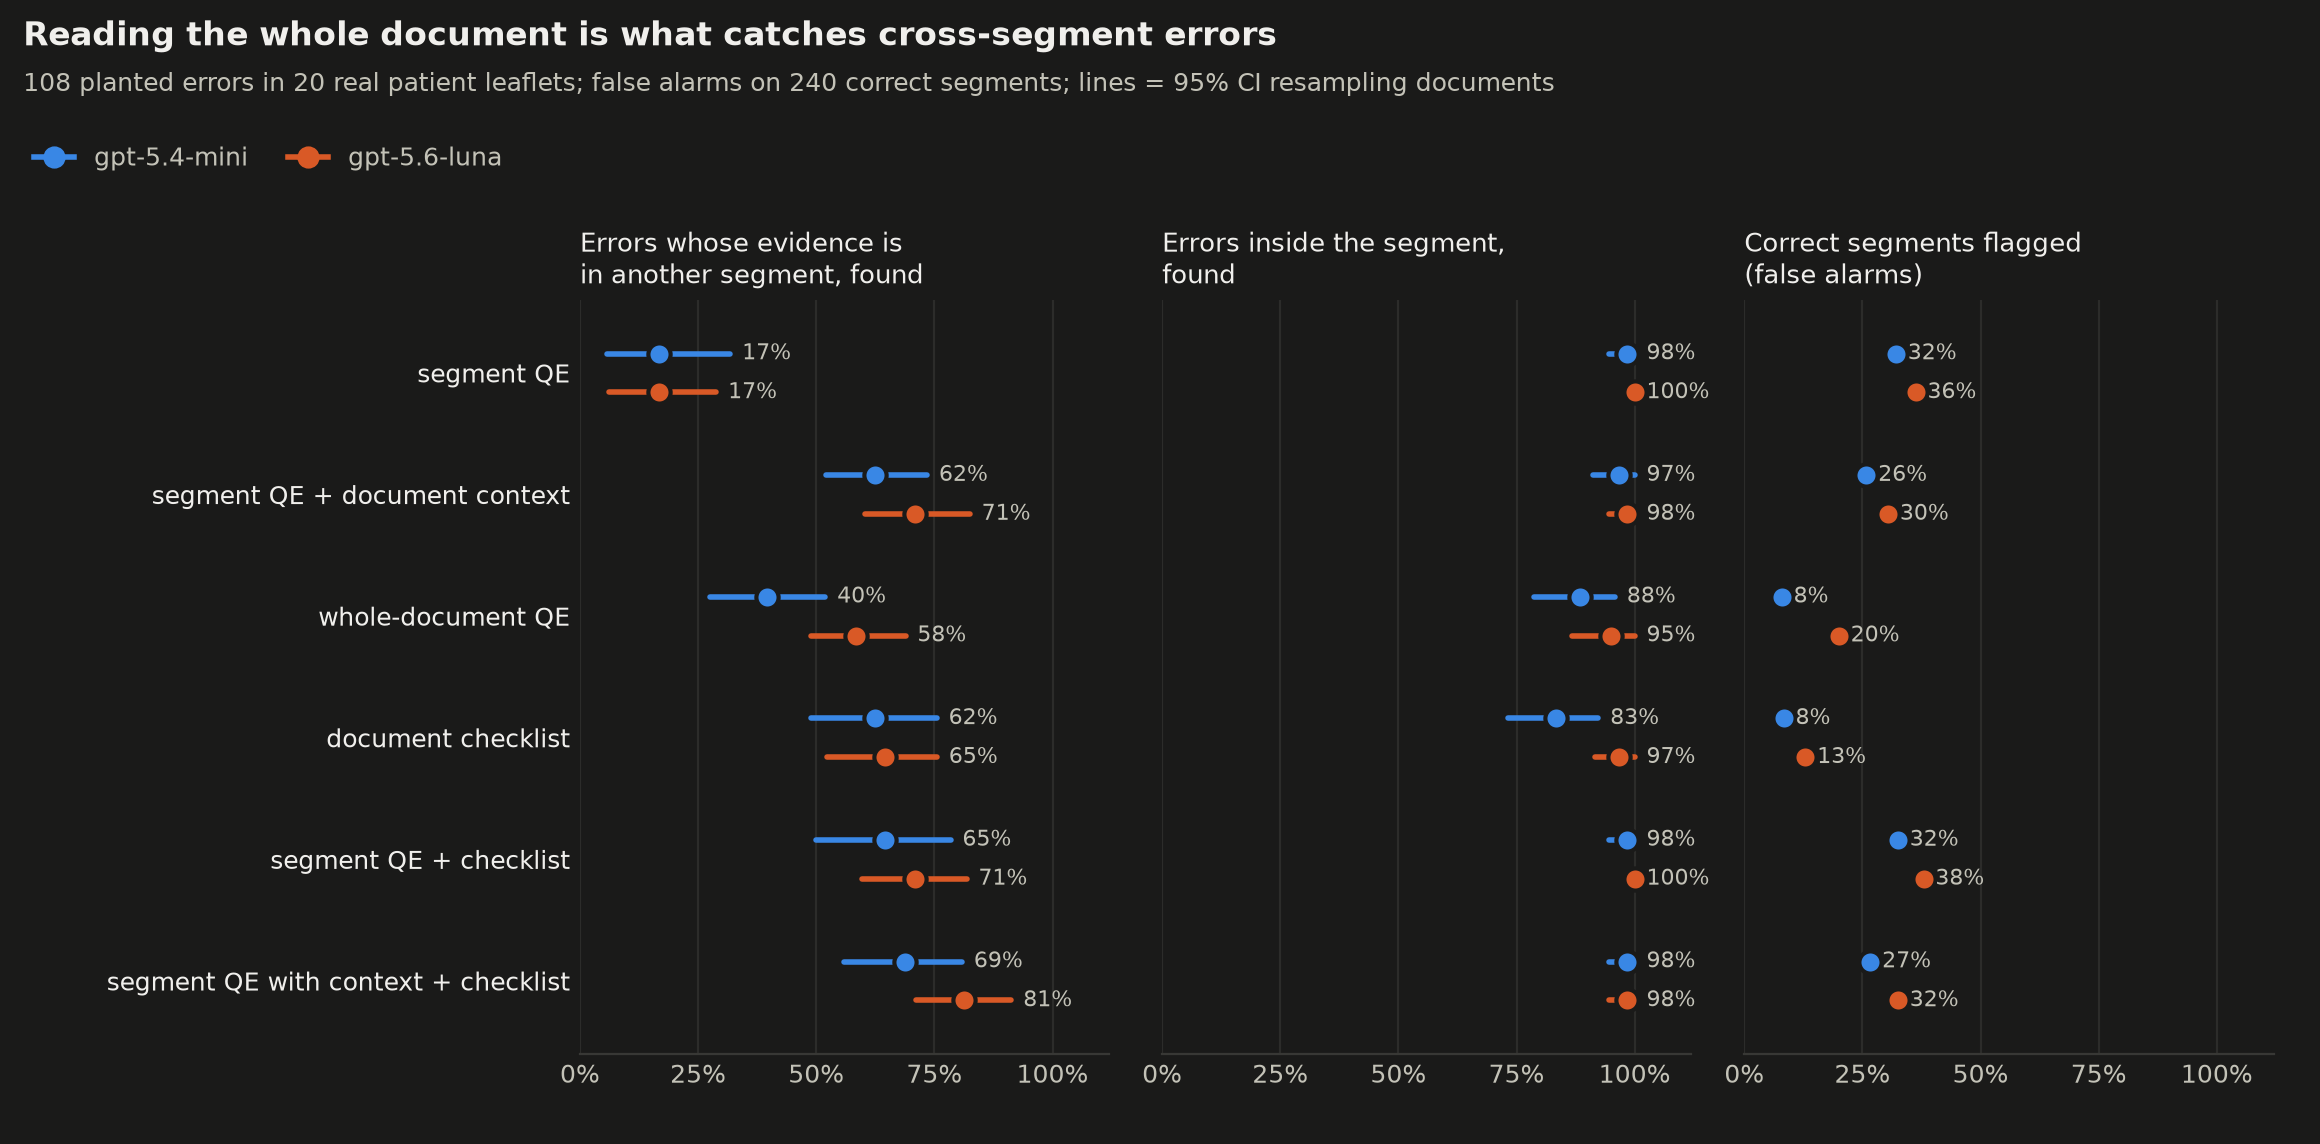 Reading the whole document is what catches cross-segment errors
108 planted errors in 20 real patient leaflets; false alarms on 240 correct segments; lines = 95% CI resampling documents
gpt-5.4-mini
gpt-5.6-luna
Errors whose evidence is
in another segment, found
Errors inside the segment,
found
Correct segments flagged
(false alarms)
segment QE
17%
17%
98%
100%
32%
36%
segment QE + document context
62%
71%
97%
98%
26%
30%
whole-document QE
40%
58%
88%
95%
8%
20%
document checklist
62%
65%
83%
97%
8%
13%
segment QE + checklist
65%
71%
98%
100%
32%
38%
segment QE with context + checklist
69%
81%
98%
98%
27%
32%
0% 25% 50% 75% 100%
0% 25% 50% 75% 100%
0% 25% 50% 75% 100%